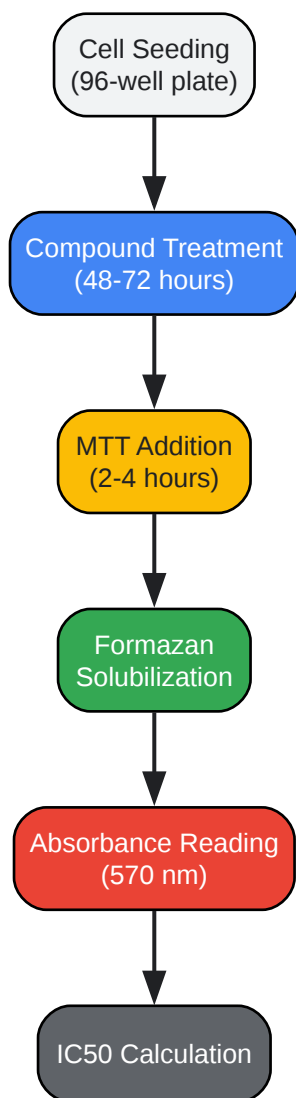 Cell Seeding
(96-well plate)
Compound Treatment
(48-72 hours)
MTT Addition
(2-4 hours)
Formazan
Solubilization
Absorbance Reading
(570 nm)
IC50 Calculation